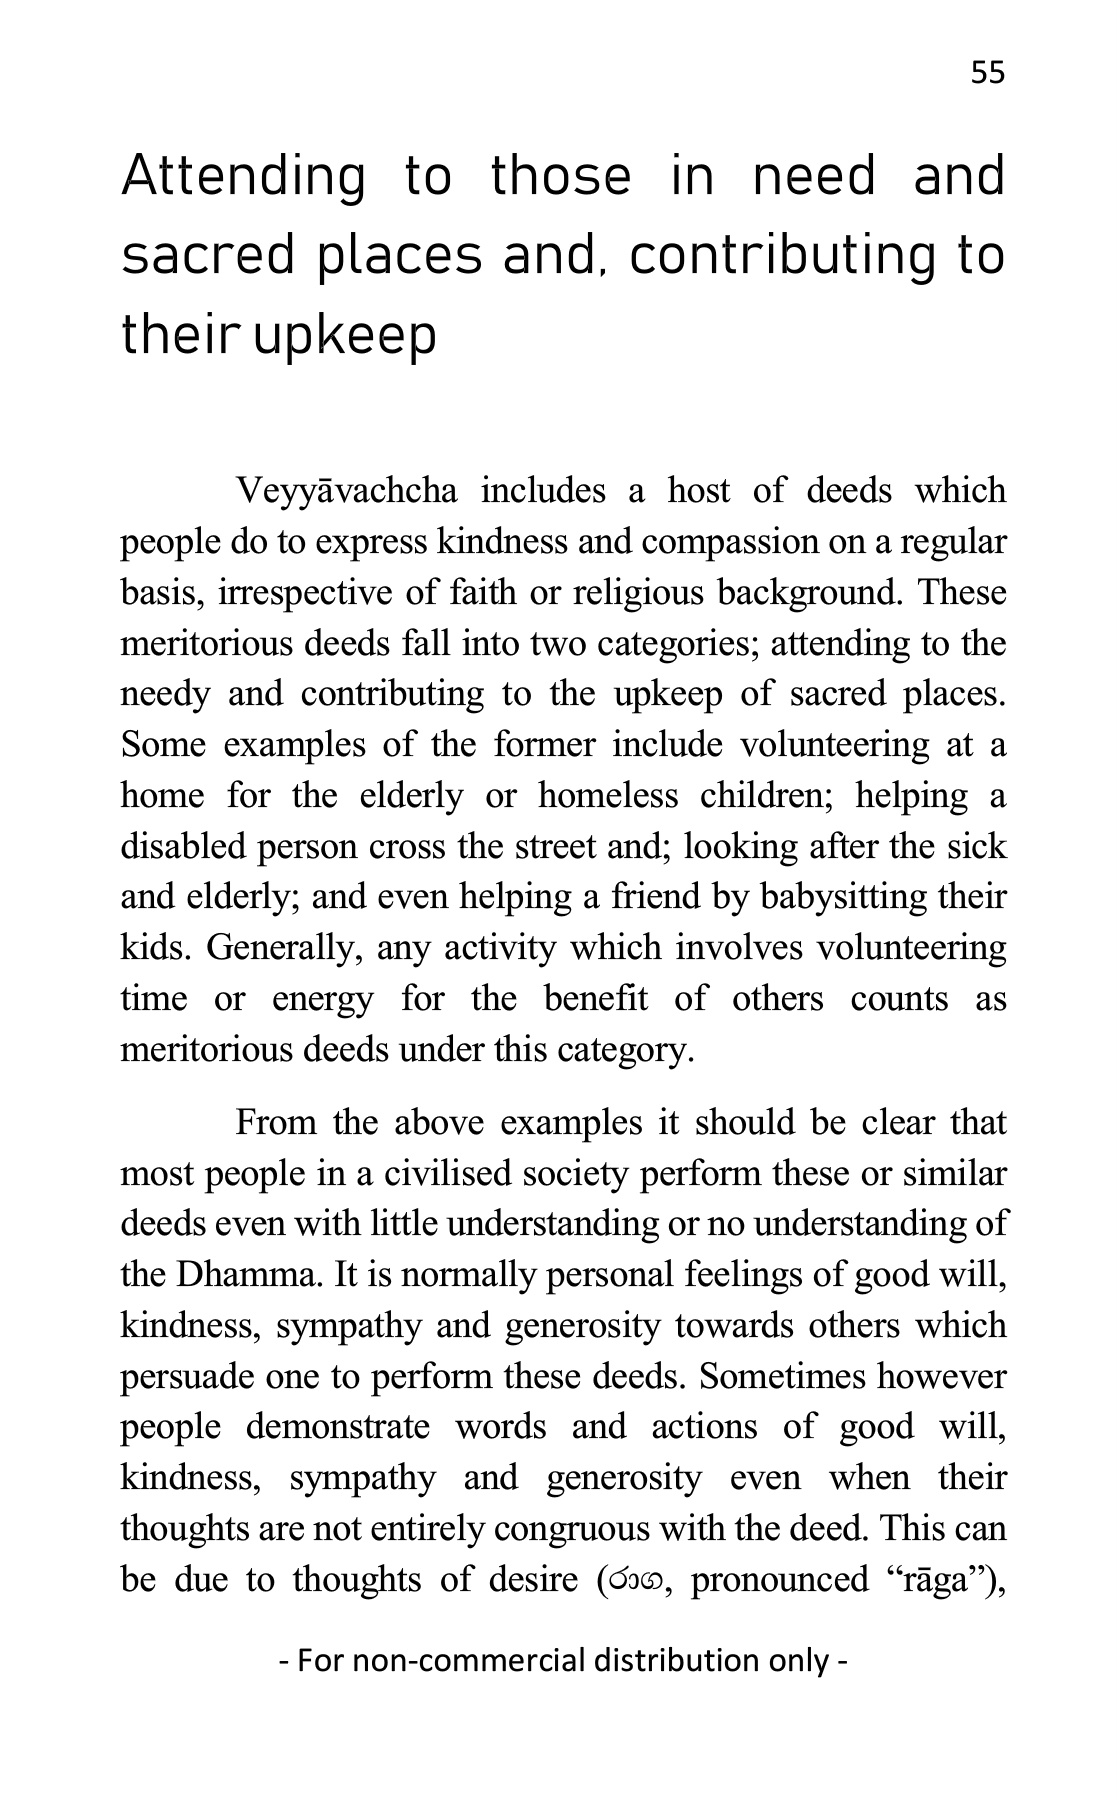 55
Attending to those in need and
sacred places and, contributing to
their upkeep
Veyyāvachcha includes a host of deeds which
people do to express kindness and compassion on a regular
basis, irrespective of faith or religious background. These
meritorious deeds fall into two categories; attending to the
needy and contributing to the upkeep of sacred places.
Some examples of the former include volunteering at a
home for the elderly or homeless children; helping a
disabled person cross the street and; looking after the sick
and elderly; and even helping a friend by babysitting their
kids. Generally, any activity which involves volunteering
time or energy for the benefit of others counts as
meritorious deeds under this category.
From the above examples it should be clear that
most people in a civilised society perform these or similar
deeds even with little understanding or no understanding of
the Dhamma. It is normally personal feelings of good will,
kindness, sympathy and generosity towards others which
persuade one to perform these deeds. Sometimes however
people demonstrate words and actions of good will,
kindness, sympathy and generosity even when their
thoughts are not entirely congruous with the deed. This can
be due to thoughts of desire (රාග, pronounced “rāga”),
- For non-commercial distribution only -